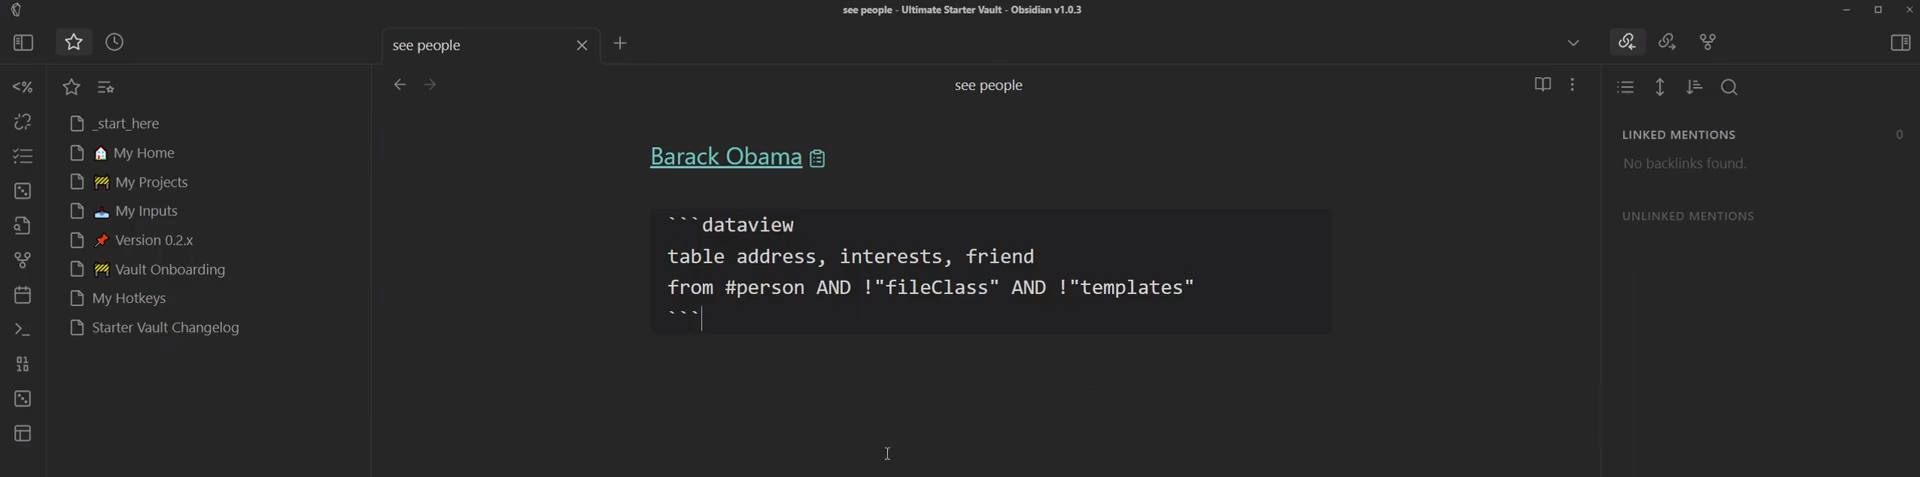 see people - Ultimate Starter Vault - Obsidian v1.0.3
see people
see people
_start_here
My Home
My Projects
My Inputs
Version 0.2.x
Vault Onboarding
My Hotkeys
Starter Vault Changelog
Barack Obama
```dataview
table address, interests, friend
from #person AND !"fileClass" AND !"templates"
```
LINKED MENTIONS 0
No backlinks found.
UNLINKED MENTIONS